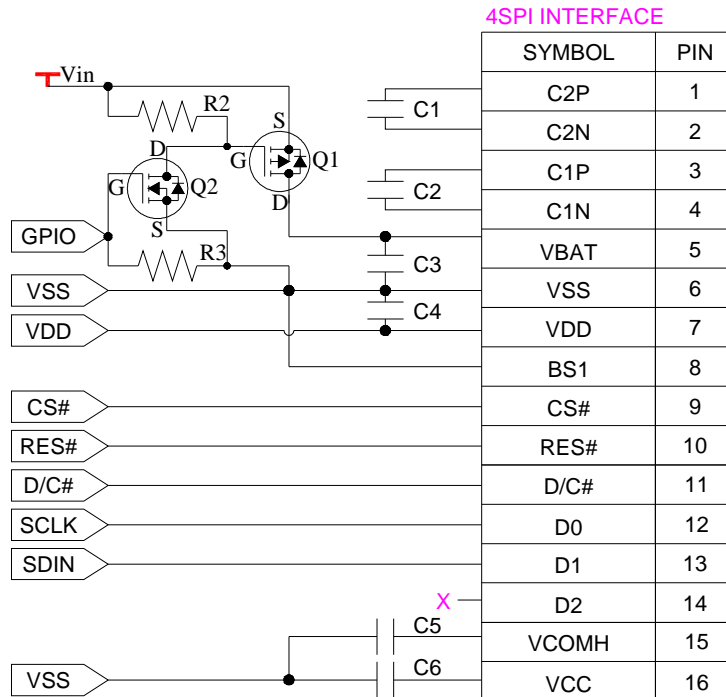 4SPI INTERFACE
SYMBOL PIN
Vin
C2P 1
R2
C1
S
C2N 2
D
G
Q1
C1P 3
G
Q2
C2
D
C1N 4
S
GPIO
R3
VBAT 5
C3
VSS
VSS 6
C4
VDD
VDD 7
BS1 8
CS#
CS# 9
RES#
RES# 10
D/C#
D/C# 11
SCLK
D0 12
SDIN
D1 13
X
D2 14
C5
VCOMH 15
C6
VSS
VCC 16